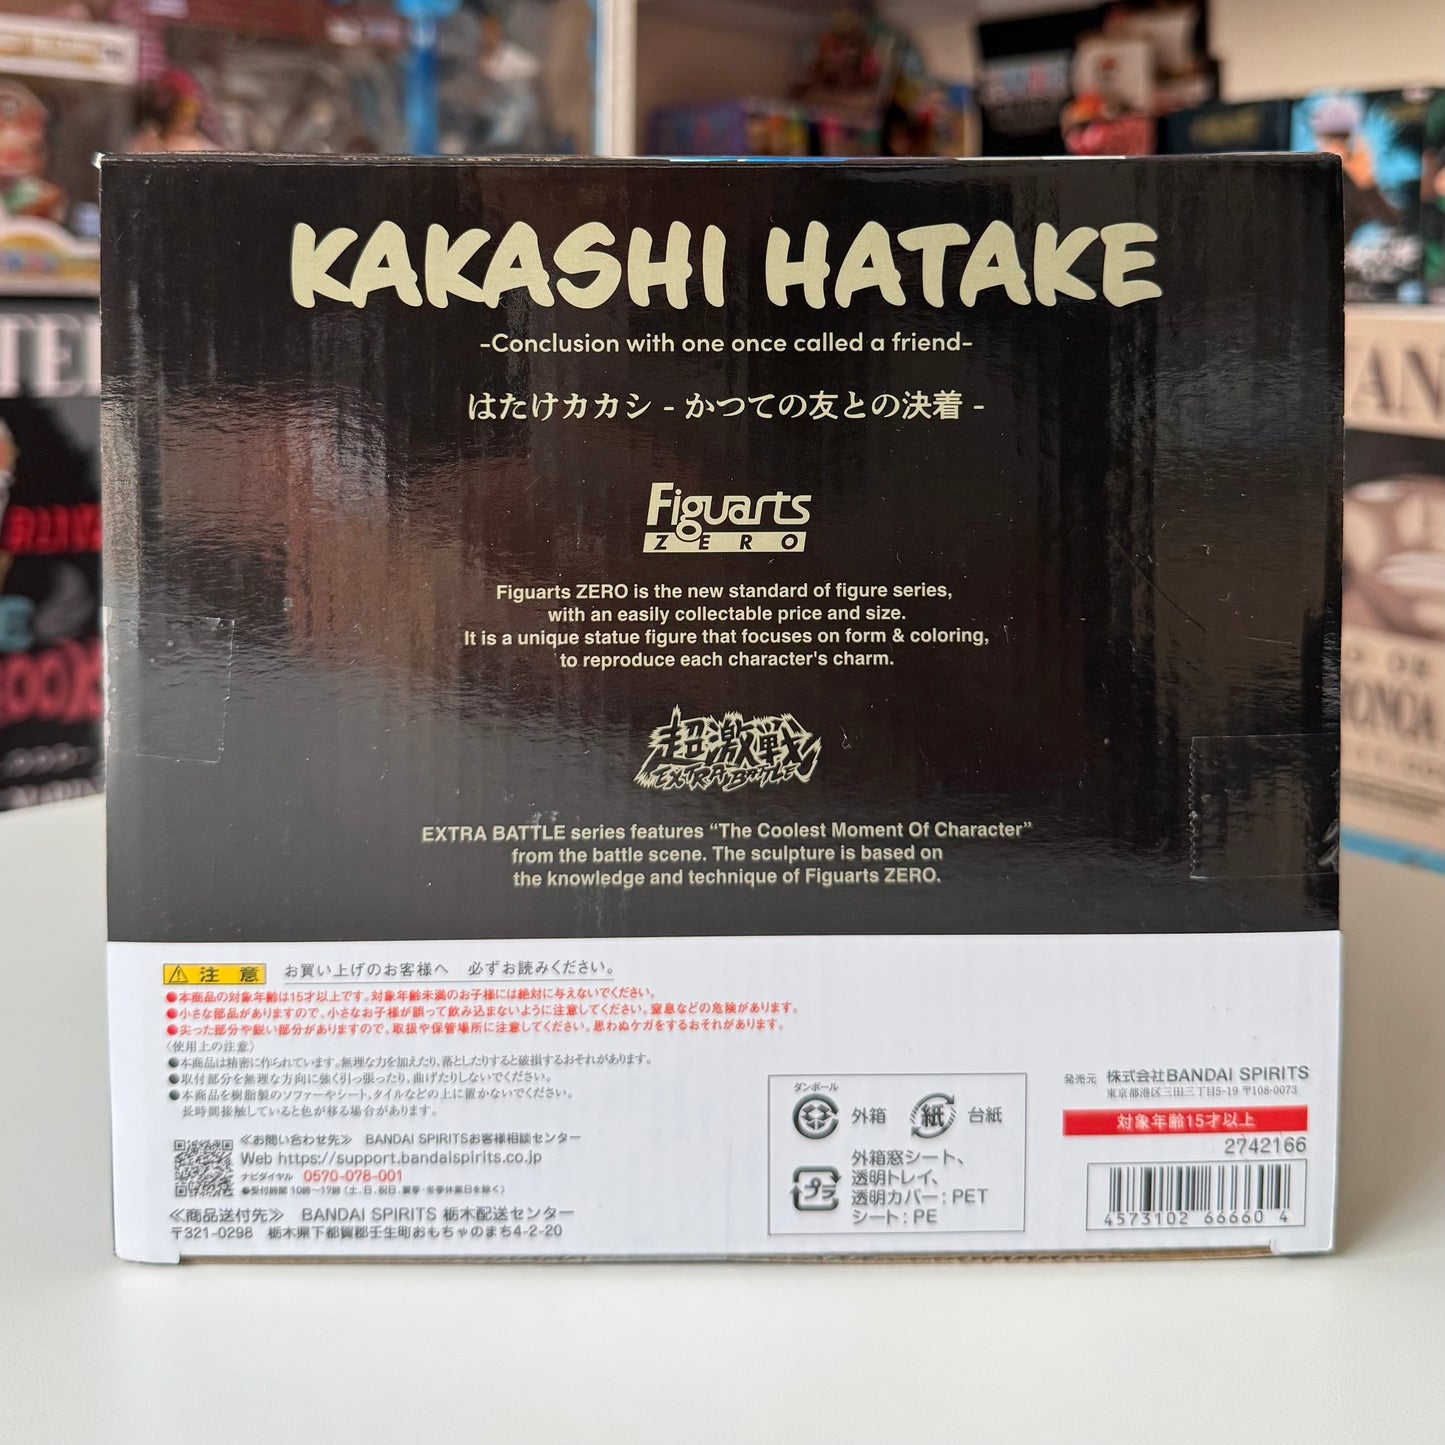 KAKASHI HATAKE
-Conclusion with one once called a friend-
はたけカカシ - かつての友との決着 -
Figuarts
ZERO
Figuarts ZERO is the new standard of figure series,
with an easily collectable price and size.
It is a unique statue figure that focuses on form & coloring,
to reproduce each character's charm.
超激戦
EXTRA BATTLE
EXTRA BATTLE series features “The Coolest Moment Of Character”
from the battle scene. The sculpture is based on
the knowledge and technique of Figuarts ZERO.
注 意 お買い上げのお客様へ 必ずお読みください。
●本商品の対象年齢は15才以上です。対象年齢未満のお子様には絶対に与えないでください。
●小さな部品がありますので、小さなお子様が誤って飲み込まないように注意してください。窒息などの危険があります。
●尖った部分や鋭い部分がありますので、取扱や保管場所に注意してください。思わぬケガをするおそれがあります。
〈使用上の注意〉
●本商品は精密に作られています。無理な力を加えたり、落としたりすると破損するおそれがあります。
●取付部分を無理な方向に強く引っ張ったり、曲げたりしないでください。
●本商品を樹脂製のソファーやシート、タイルなどの上に置かないでください。
長時間接触していると色が移る場合があります。
≪お問い合わせ先≫ BANDAI SPIRITSお客様相談センター
Web https://support.bandaispirits.co.jp
ナビダイヤル 0570-078-001
●受付時間 10時〜17時 (土、日、祝日、夏季・冬季休業日を除く)
≪商品送付先≫ BANDAI SPIRITS 栃木配送センター
〒321-0298 栃木県下都賀郡壬生町おもちゃのまち4-2-20
ダンボール
外箱
紙
台紙
プラ
外箱窓シート、
透明トレイ、
透明カバー：PET
シート：PE
発売元 株式会社BANDAI SPIRITS
東京都港区三田三丁目5-19 〒108-0073
対象年齢15才以上
2742166
4573102 66660 4